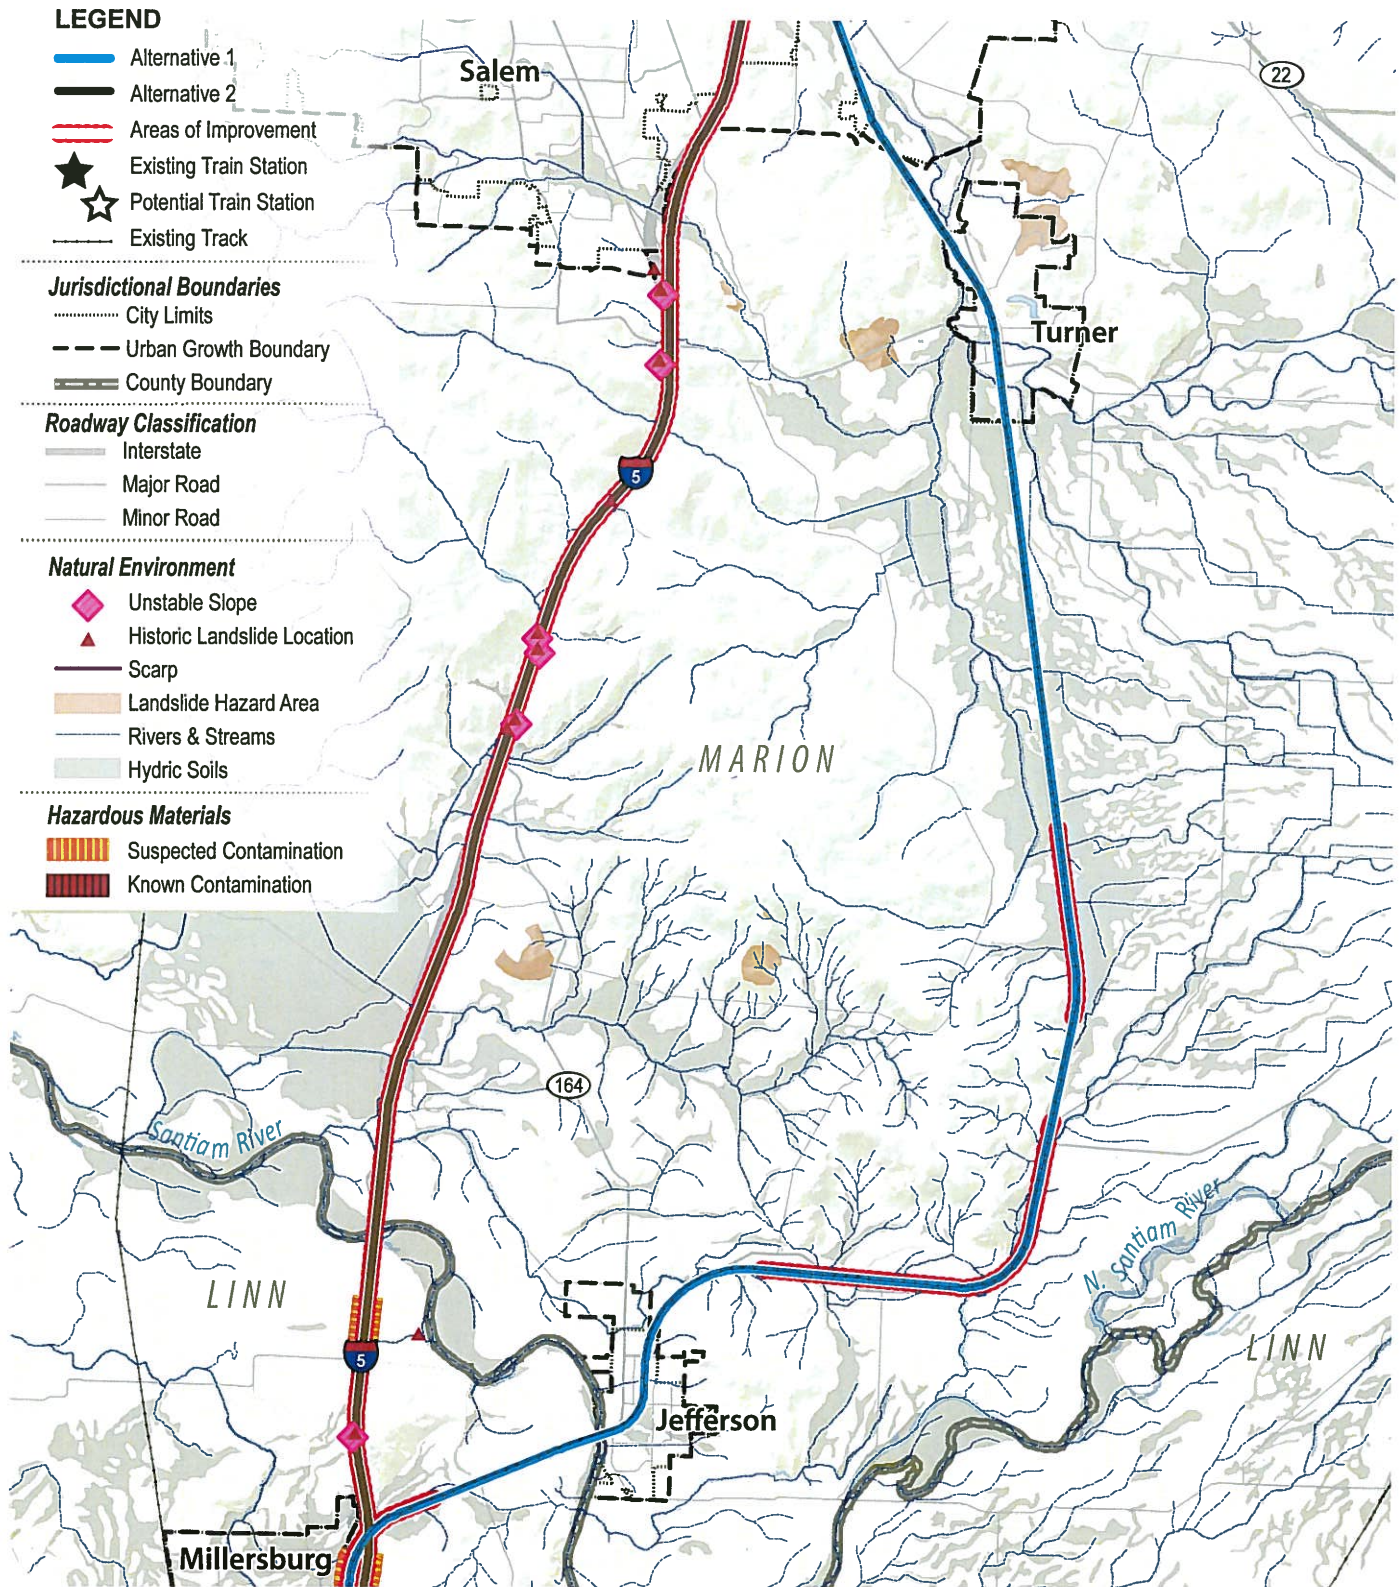 LEGEND
Alternative 1
Alternative 2
Areas of Improvement
Existing Train Station
Potential Train Station
Existing Track
Jurisdictional Boundaries
City Limits
Urban Growth Boundary
County Boundary
Roadway Classification
Interstate
Major Road
Minor Road
Natural Environment
Unstable Slope
Historic Landslide Location
Scarp
Landslide Hazard Area
Rivers & Streams
Hydric Soils
Hazardous Materials
Suspected Contamination
Known Contamination
Salem
22
Turner
5
MARION
164
Santiam River
N. Santiam River
LINN
LINN
5
Jefferson
Millersburg